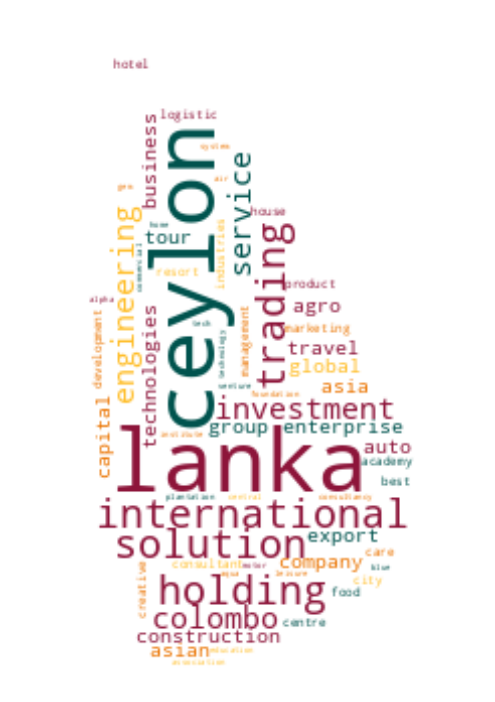 hotel
logistic
business
ceylon
system
service
air
gem
house
engineering
home
tour
industries
trading
commercial
resort
product
alpha
agro
technologies
management
development
tech
marketing
technology
travel
global
venture
asia
foundation
capital
investment
group
enterprise
institute
lanka
auto
academy
best
plantation
central
consultancy
international
solution
export
care
company
consultant
motor
blue
aqua
leisure
city
creative
holding
food
colombo
centre
construction
asian
education
association